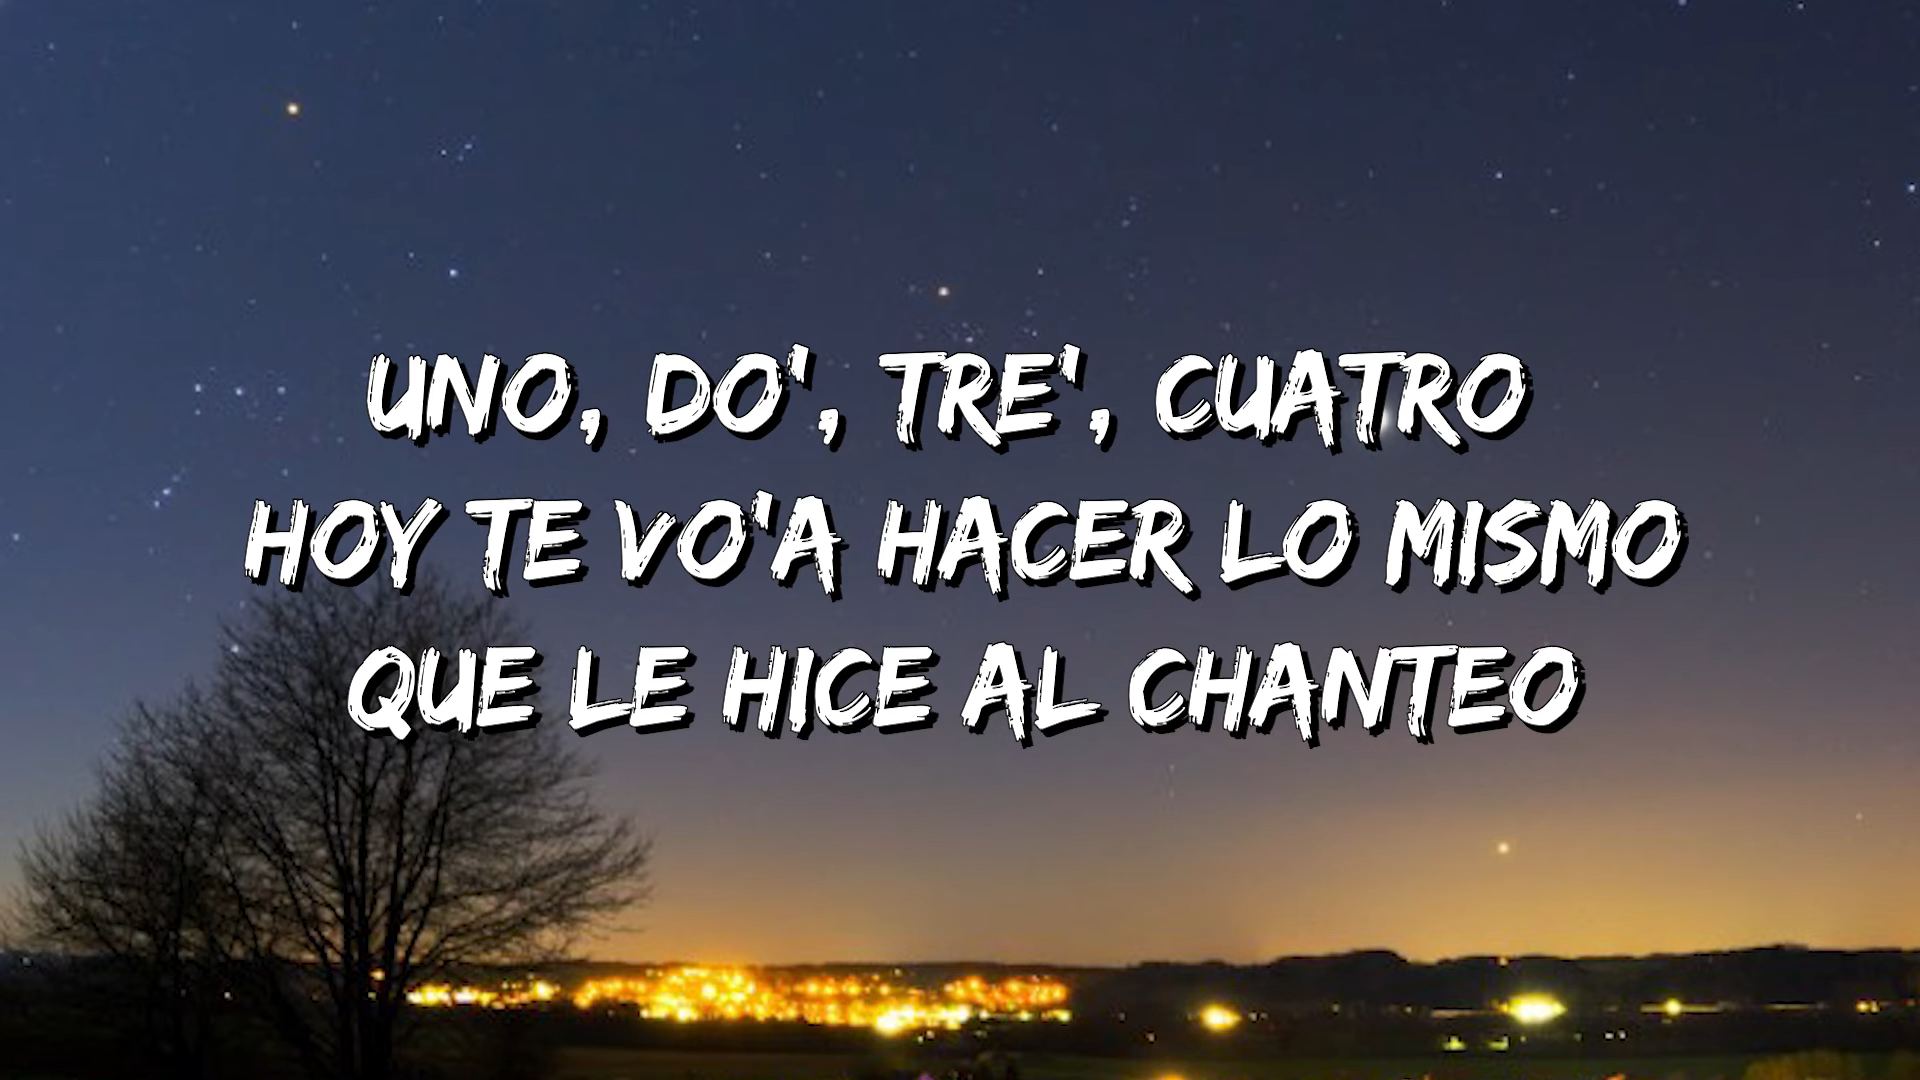 UNO, DO', TRE', CUATRO
HOY TE VO'A HACER LO MISMO
QUE LE HICE AL CHANTEO